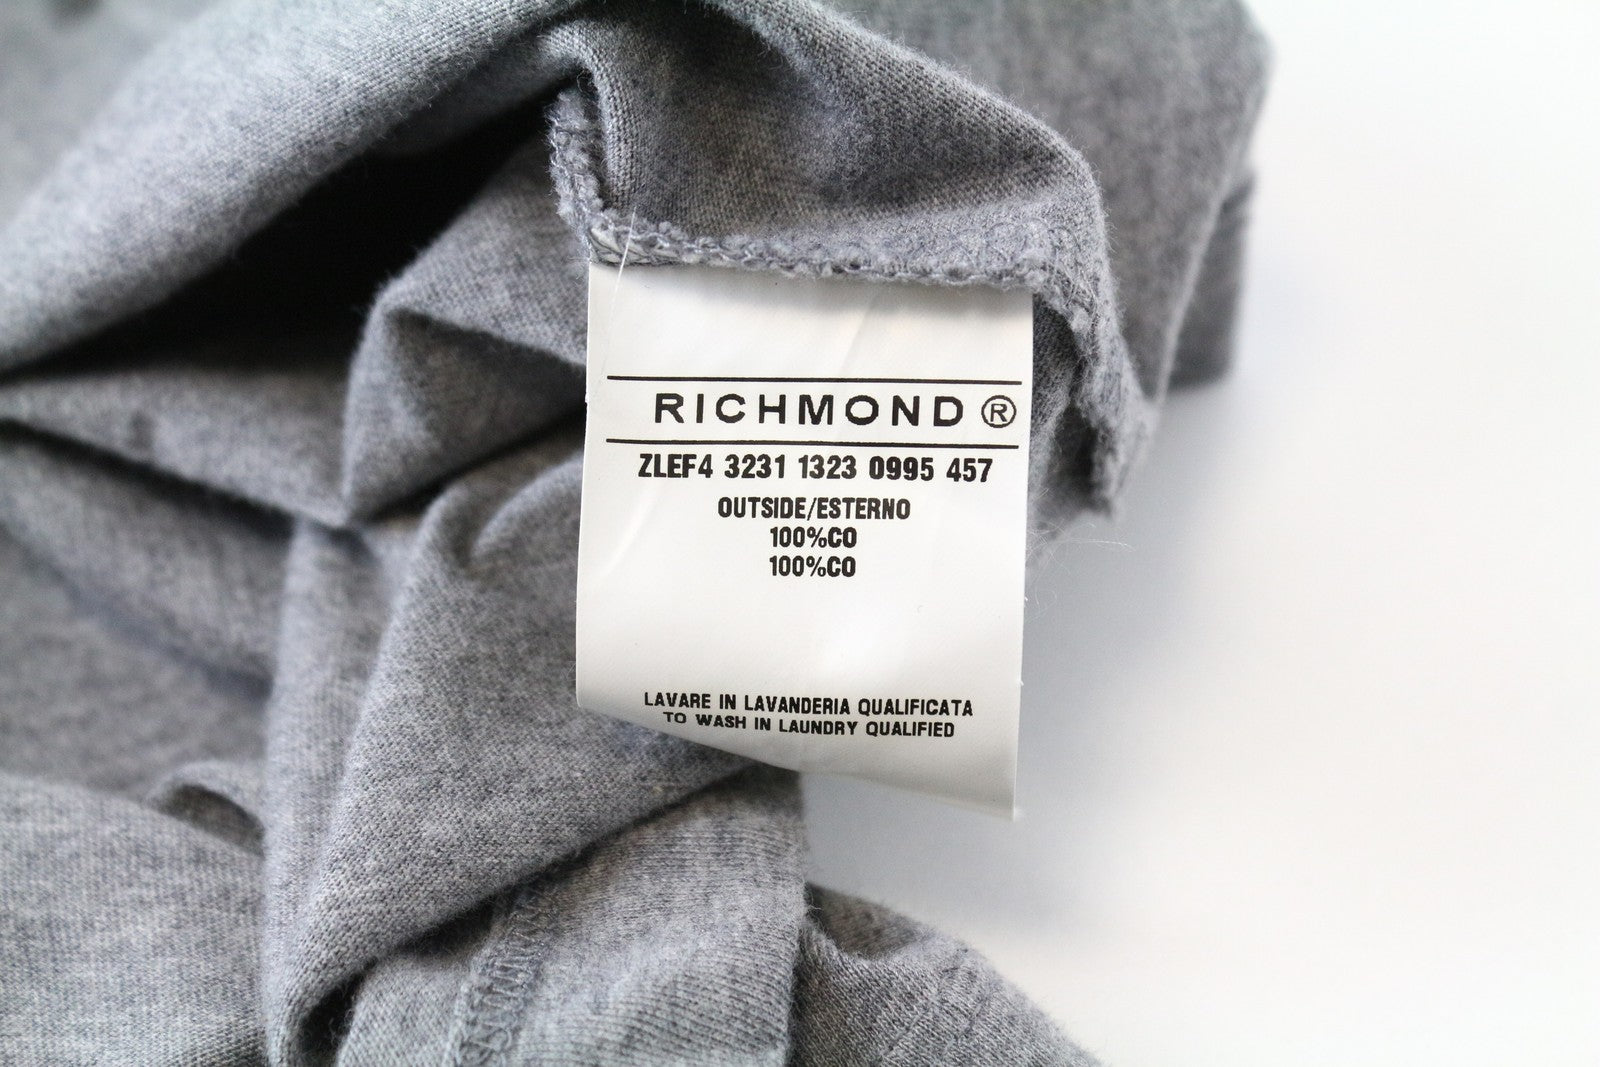 RICHMOND ®
ZLEF4 3231 1323 0995 457
OUTSIDE/ESTERNO
100%CO
100%CO
LAVARE IN LAVANDERIA QUALIFICATA
TO WASH IN LAUNDRY QUALIFIED